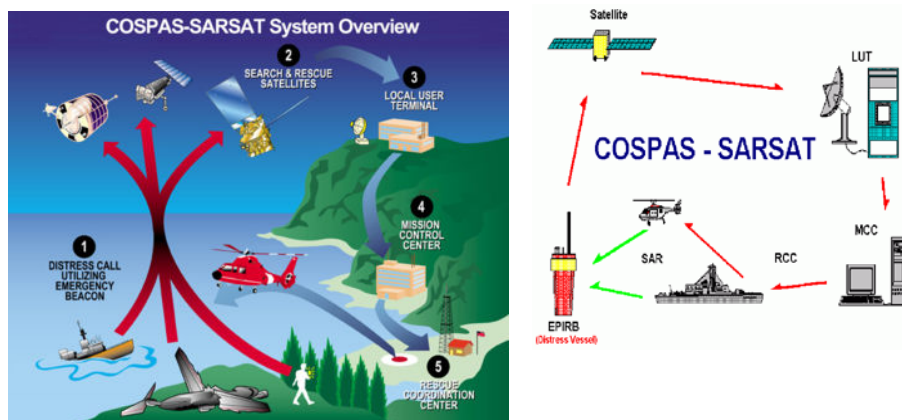 COSPAS-SARSAT System Overview
2
SEARCH & RESCUE
SATELLITES
3
LOCAL USER
TERMINAL
4
MISSION
CONTROL
CENTER
1
DISTRESS CALL
UTILIZING
EMERGENCY
BEACON
5
RESCUE
COORDINATION
CENTER
Satellite
LUT
COSPAS - SARSAT
MCC
SAR
RCC
EPIRB
(Distress Vessel)